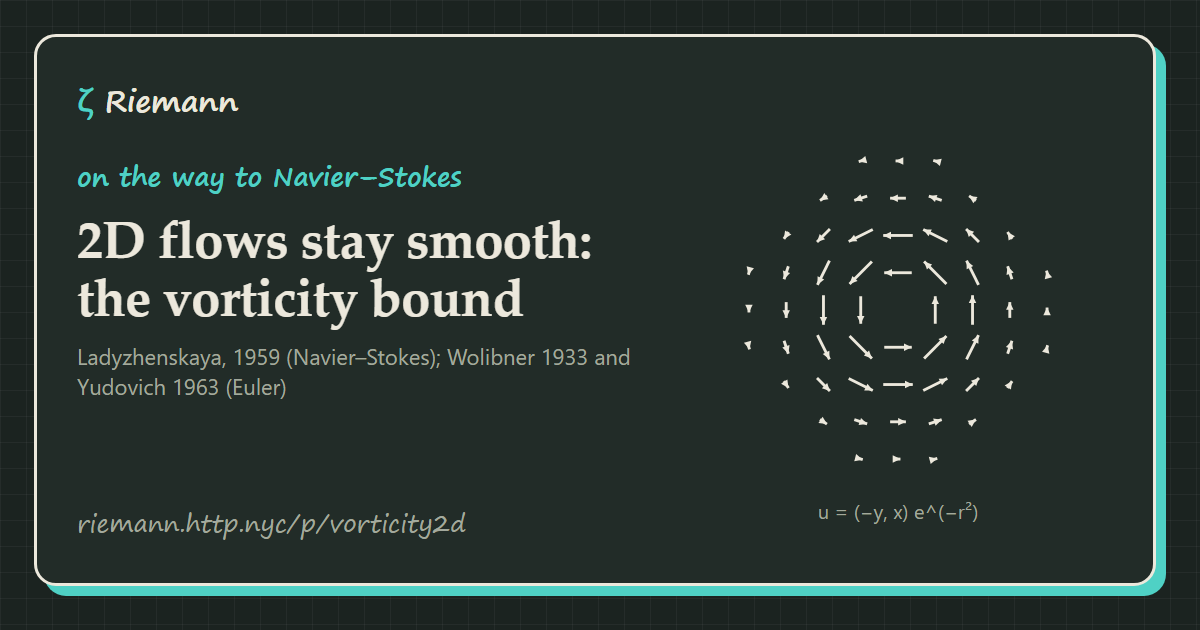 ζ Riemann
on the way to Navier–Stokes
2D flows stay smooth:
the vorticity bound
Ladyzhenskaya, 1959 (Navier–Stokes); Wolibner 1933 and
Yudovich 1963 (Euler)
riemann.http.nyc/p/vorticity2d
u = (−y, x) e^(−r²)